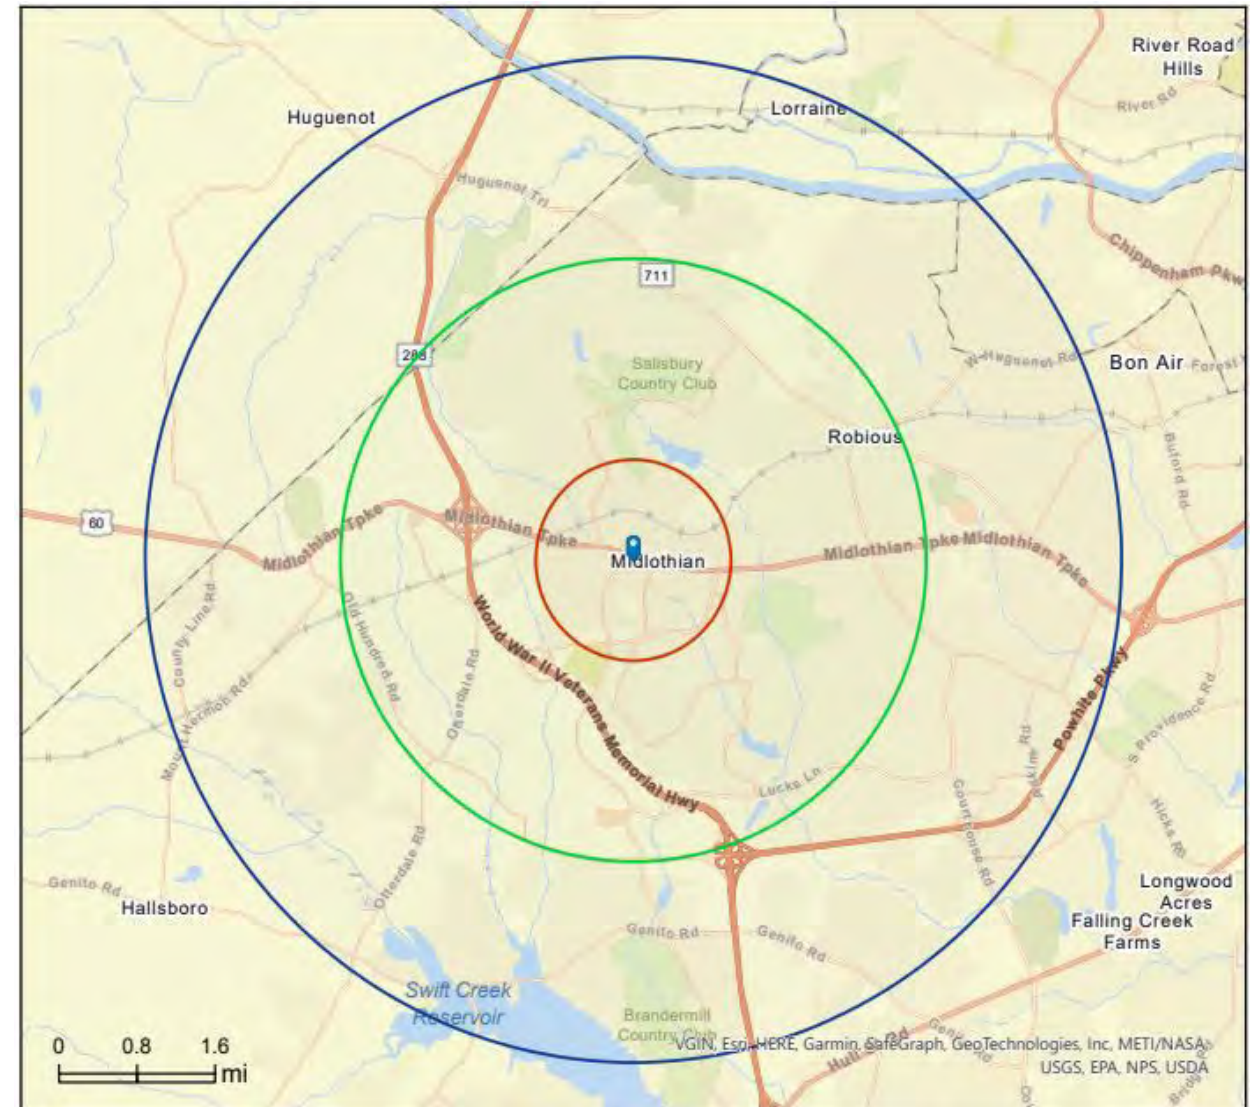 River Road
Hills
River Rd
Lorraine
Huguenot
Huguenot Trl
Chippenham Pkwy
711
288
Salisbury
Country Club
W Huguenot Rd
Bon Air
Forest
Robious
Buford Rd
60
Midlothian Tpke
Midlothian Tpke
Midlothian Tpke
Midlothian Tpke
Midlothian
County Line Rd
Old Hundred Rd
Otterdale Rd
World War II Veterans Memorial Hwy
Powhite Pkwy
S Providence Rd
Mount Hermon Rd
Lucks Ln
Courthouse Rd
Hicks Rd
Otterdale Rd
Genito Rd
Hallsboro
Longwood
Acres
Falling Creek
Farms
Genito Rd
Genito Rd
Swift Creek
Reservoir
Brandermill
Country Club
Hull
Rd
Genito Rd
0 0.8 1.6
mi
VGIN, Esri, HERE, Garmin, SafeGraph, GeoTechnologies, Inc, METI/NASA,
USGS, EPA, NPS, USDA